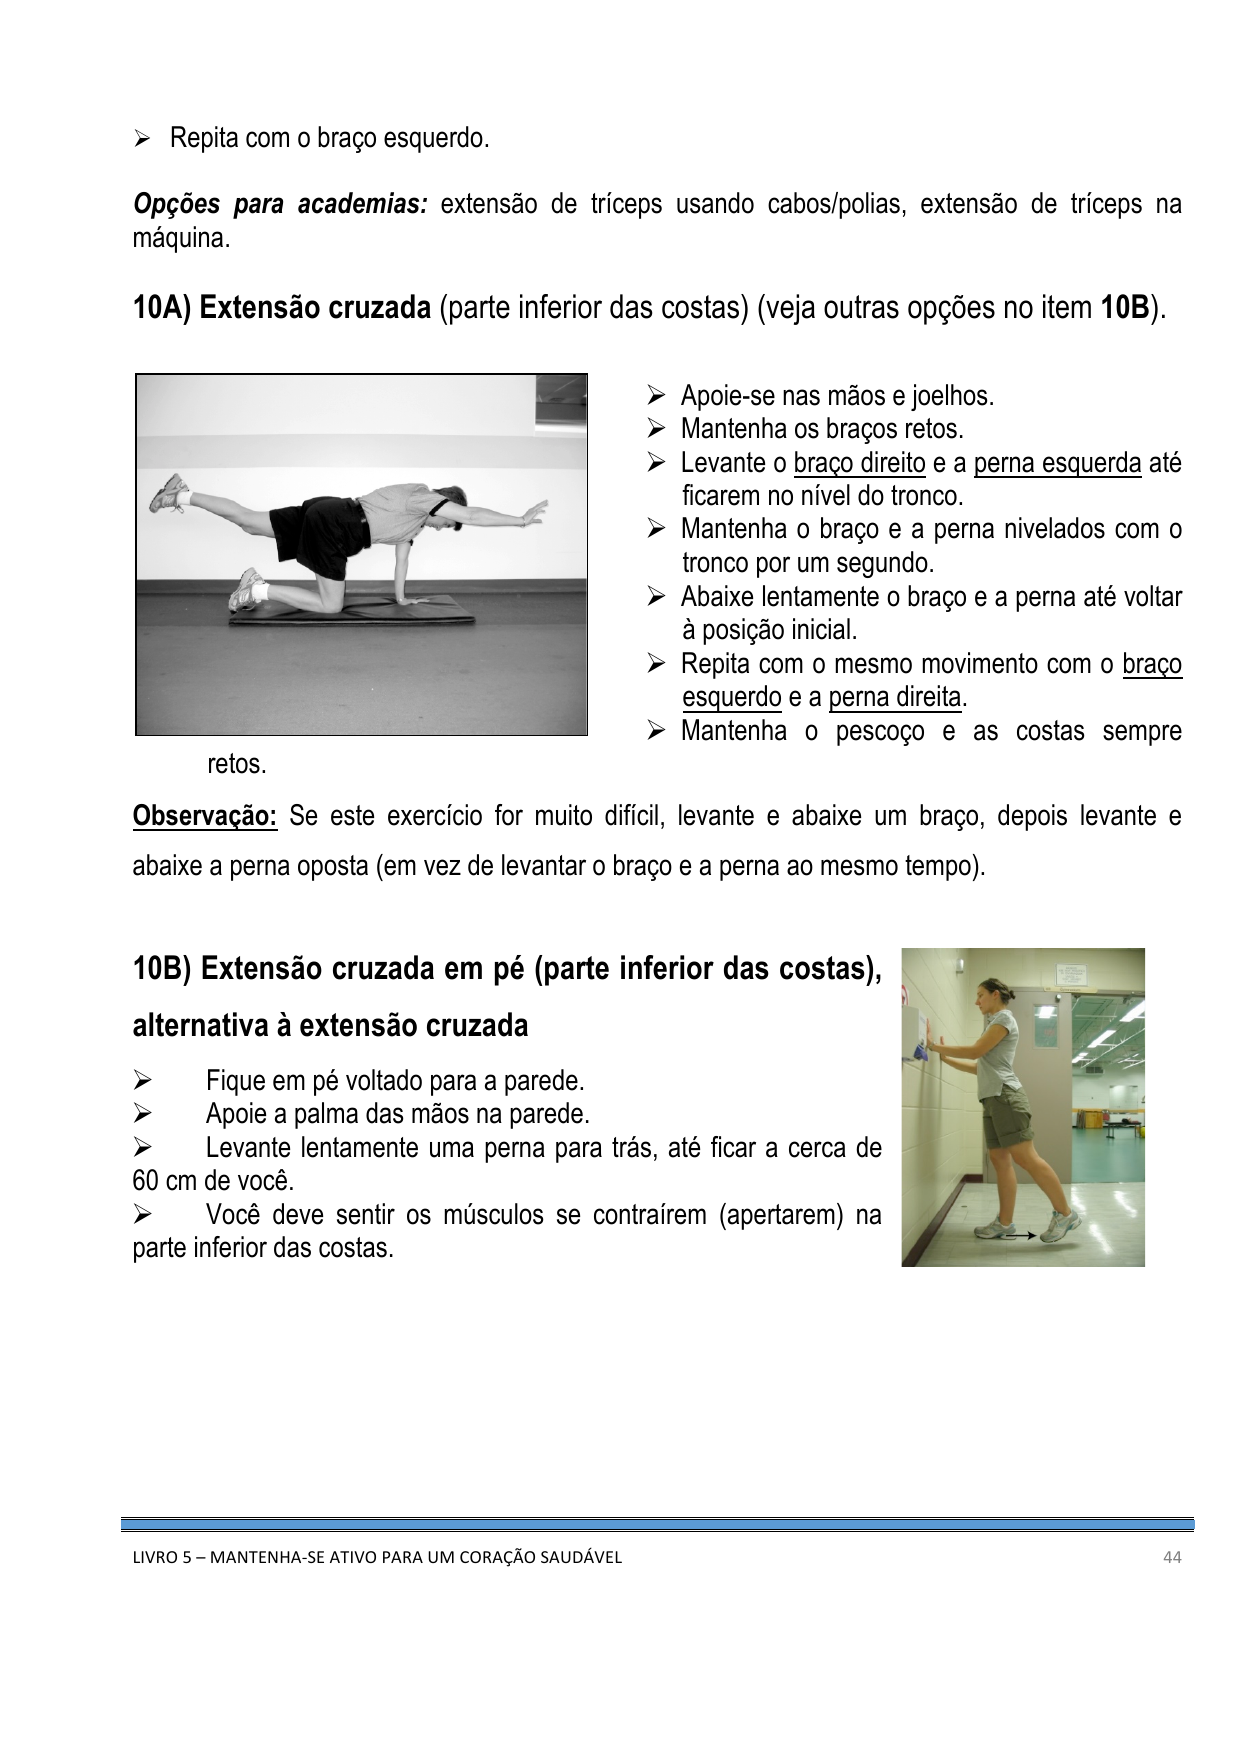 ➢ Repita com o braço esquerdo.
Opções para academias: extensão de tríceps usando cabos/polias, extensão de tríceps na
máquina.
10A) Extensão cruzada (parte inferior das costas) (veja outras opções no item 10B).
➢ Apoie-se nas mãos e joelhos.
➢ Mantenha os braços retos.
➢ Levante o braço direito e a perna esquerda até
ficarem no nível do tronco.
➢ Mantenha o braço e a perna nivelados com o
tronco por um segundo.
➢ Abaixe lentamente o braço e a perna até voltar
à posição inicial.
➢ Repita com o mesmo movimento com o braço
esquerdo e a perna direita.
➢ Mantenha o pescoço e as costas sempre
retos.
Observação: Se este exercício for muito difícil, levante e abaixe um braço, depois levante e
abaixe a perna oposta (em vez de levantar o braço e a perna ao mesmo tempo).
10B) Extensão cruzada em pé (parte inferior das costas),
alternativa à extensão cruzada
➢ Fique em pé voltado para a parede.
➢ Apoie a palma das mãos na parede.
➢ Levante lentamente uma perna para trás, até ficar a cerca de
60 cm de você.
➢ Você deve sentir os músculos se contraírem (apertarem) na
parte inferior das costas.
LIVRO 5 – MANTENHA-SE ATIVO PARA UM CORAÇÃO SAUDÁVEL 44